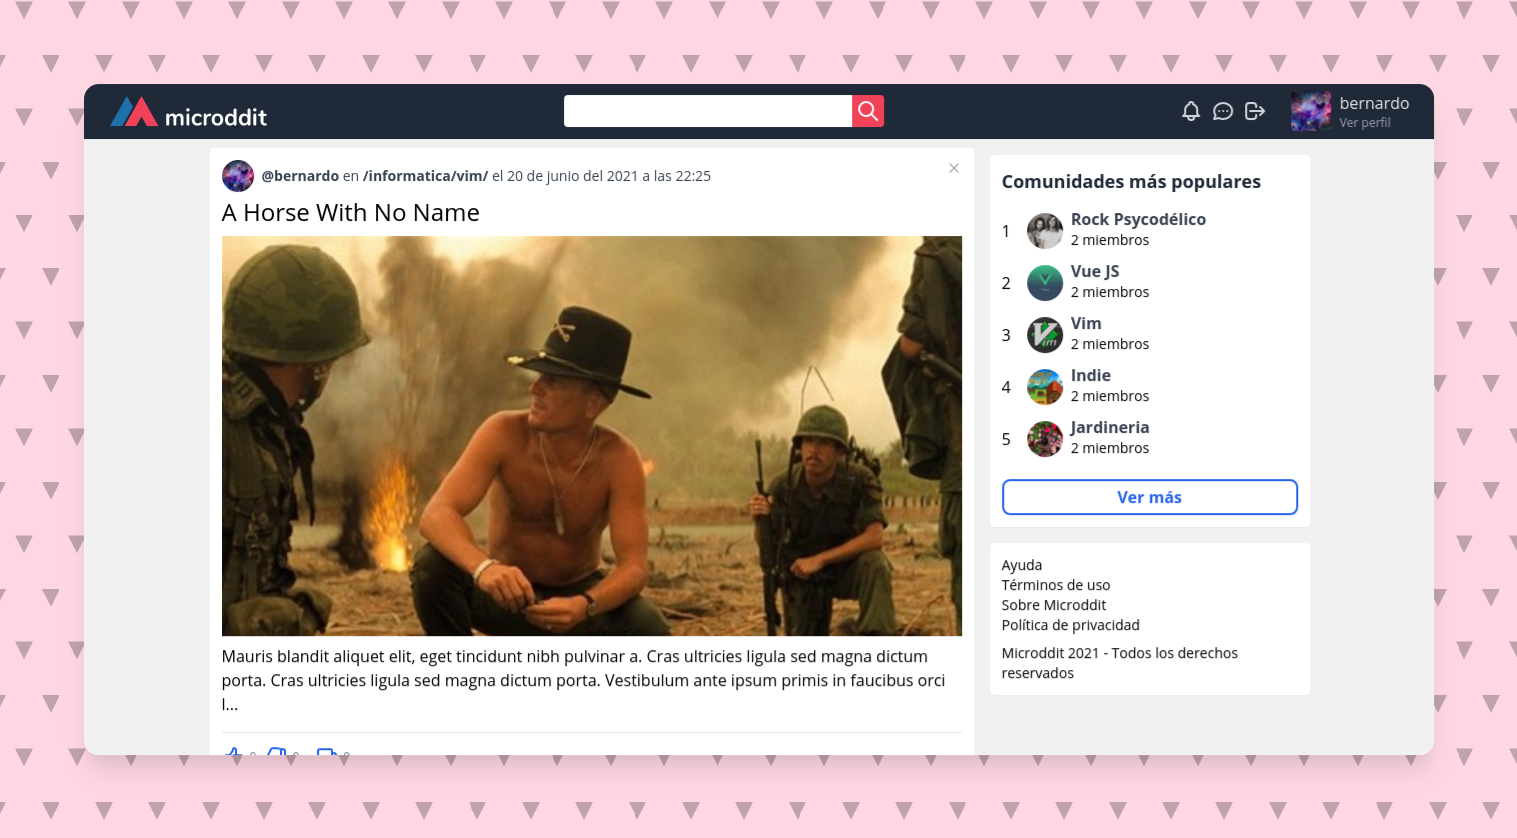 microddit
bernardo
Ver perfil
@bernardo en /informatica/vim/ el 20 de junio del 2021 a las 22:25
A Horse With No Name
Mauris blandit aliquet elit, eget tincidunt nibh pulvinar a. Cras ultricies ligula sed magna dictum
porta. Cras ultricies ligula sed magna dictum porta. Vestibulum ante ipsum primis in faucibus orci
l...
Comunidades más populares
1
Rock Psycodélico
2 miembros
2
Vue JS
2 miembros
3
Vim
2 miembros
4
Indie
2 miembros
5
Jardineria
2 miembros
Ver más
Ayuda
Términos de uso
Sobre Microddit
Política de privacidad
Microddit 2021 - Todos los derechos
reservados